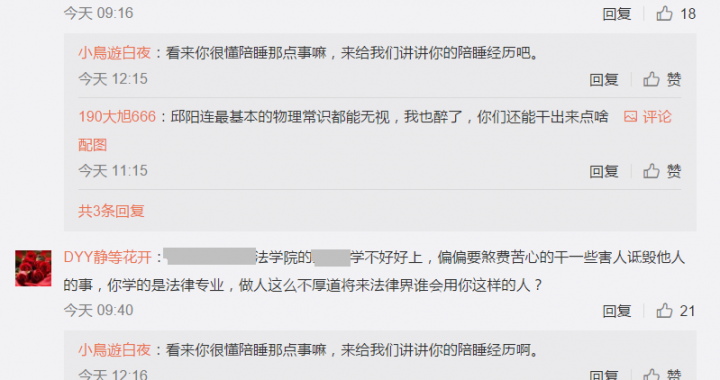 今天 09:16 回复 18
小鳥遊白夜：看来你很懂陪睡那点事嘛，来给我们讲讲你的陪睡经历吧。
今天 12:15 回复 赞
190大旭666：邱阳连最基本的物理常识都能无视，我也醉了，你们还能干出来点啥 评论
配图
今天 11:15 回复 赞
共3条回复
DYY静等花开：法学院的学不好好上，偏偏要煞费苦心的干一些害人诋毁他人
的事，你学的是法律专业，做人这么不厚道将来法律界谁会用你这样的人？
今天 09:40 回复 21
小鳥遊白夜：看来你很懂陪睡那点事嘛，来给我们讲讲你的陪睡经历啊。
今天 12:16 回复 赞